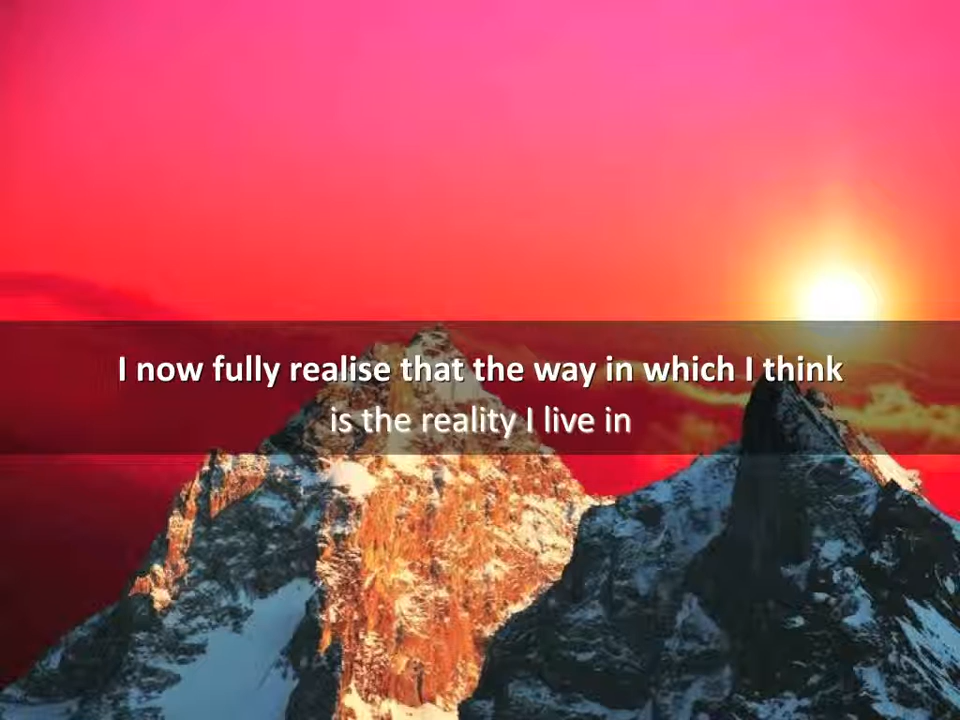 I now fully realise that the way in which I think
is the reality I live in